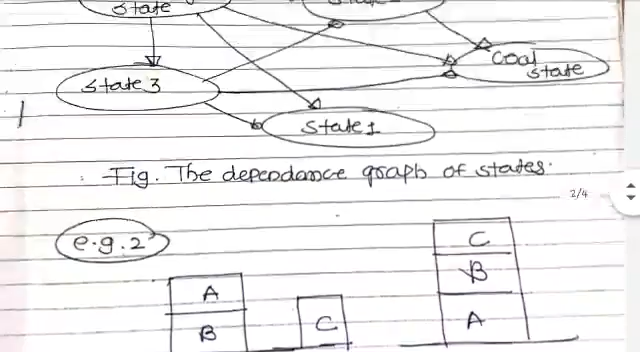 state
Goal
state
state 3
state 1
Fig. The dependance graph of states.
2/4
e.g. 2
C
A
B
B
C
A